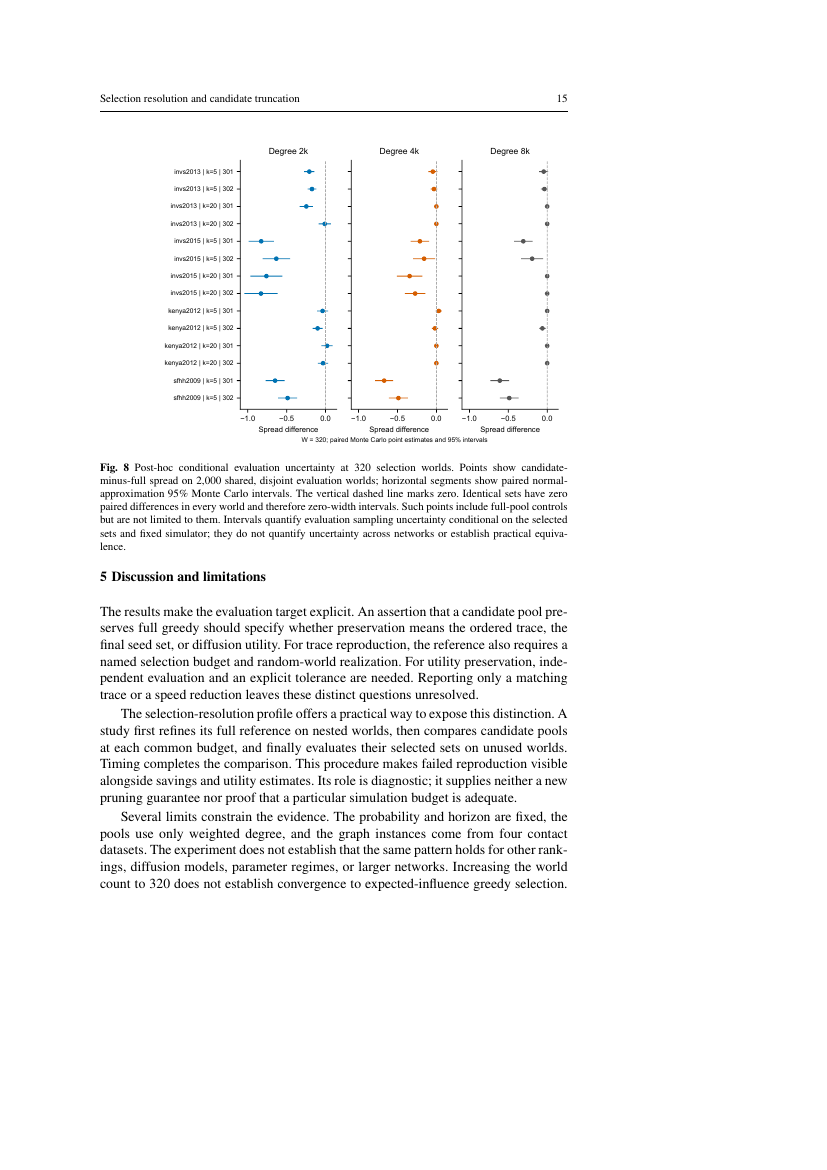 Selection resolution and candidate truncation 15
Degree 2k Degree 4k Degree 8k
invs2013 | k=5 | 301
invs2013 | k=5 | 302
invs2013 | k=20 | 301
invs2013 | k=20 | 302
invs2015 | k=5 | 301
invs2015 | k=5 | 302
invs2015 | k=20 | 301
invs2015 | k=20 | 302
kenya2012 | k=5 | 301
kenya2012 | k=5 | 302
kenya2012 | k=20 | 301
kenya2012 | k=20 | 302
sfhh2009 | k=5 | 301
sfhh2009 | k=5 | 302
−1.0 −0.5 0.0 −1.0 −0.5 0.0 −1.0 −0.5 0.0
Spread difference Spread difference Spread difference
W = 320; paired Monte Carlo point estimates and 95% intervals
Fig. 8 Post-hoc conditional evaluation uncertainty at 320 selection worlds. Points show candidate-
minus-full spread on 2,000 shared, disjoint evaluation worlds; horizontal segments show paired normal-
approximation 95% Monte Carlo intervals. The vertical dashed line marks zero. Identical sets have zero
paired differences in every world and therefore zero-width intervals. Such points include full-pool controls
but are not limited to them. Intervals quantify evaluation sampling uncertainty conditional on the selected
sets and fixed simulator; they do not quantify uncertainty across networks or establish practical equiva-
lence.
5 Discussion and limitations
The results make the evaluation target explicit. An assertion that a candidate pool pre-
serves full greedy should specify whether preservation means the ordered trace, the
final seed set, or diffusion utility. For trace reproduction, the reference also requires a
named selection budget and random-world realization. For utility preservation, inde-
pendent evaluation and an explicit tolerance are needed. Reporting only a matching
trace or a speed reduction leaves these distinct questions unresolved.
The selection-resolution profile offers a practical way to expose this distinction. A
study first refines its full reference on nested worlds, then compares candidate pools
at each common budget, and finally evaluates their selected sets on unused worlds.
Timing completes the comparison. This procedure makes failed reproduction visible
alongside savings and utility estimates. Its role is diagnostic; it supplies neither a new
pruning guarantee nor proof that a particular simulation budget is adequate.
Several limits constrain the evidence. The probability and horizon are fixed, the
pools use only weighted degree, and the graph instances come from four contact
datasets. The experiment does not establish that the same pattern holds for other rank-
ings, diffusion models, parameter regimes, or larger networks. Increasing the world
count to 320 does not establish convergence to expected-influence greedy selection.